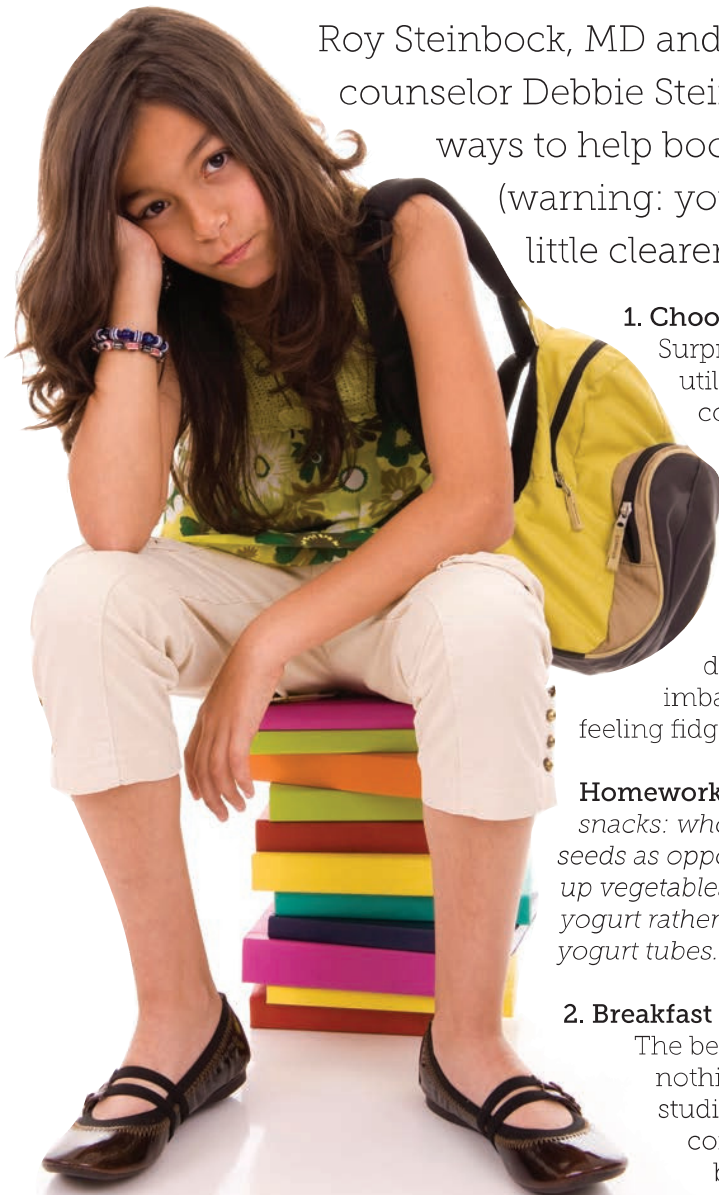 Roy Steinbock, MD and
counselor Debbie Stei
ways to help boo
(warning: yo
little clearer
1. Choo
Surpr
util
co
d
imba
feeling fidg
Homework
snacks: who
seeds as oppo
up vegetable
yogurt rather
yogurt tubes.
2. Breakfast
The be
nothi
studi
co
b